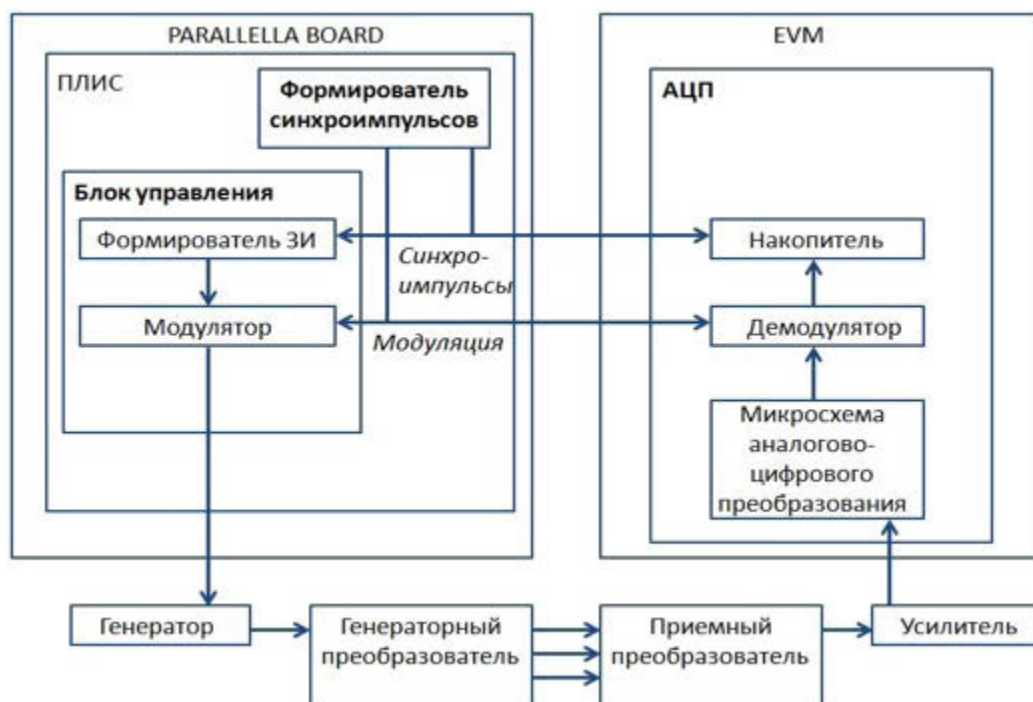 PARALLELLA BOARD
ПЛИС
Формирователь
синхроимпульсов
Блок управления
Формирователь ЗИ
Синхро-
импульсы
Модулятор
Модуляция
EVM
АЦП
Накопитель
Демодулятор
Микросхема
аналогово-
цифрового
преобразования
Генератор
Генераторный
преобразователь
Приемный
преобразователь
Усилитель